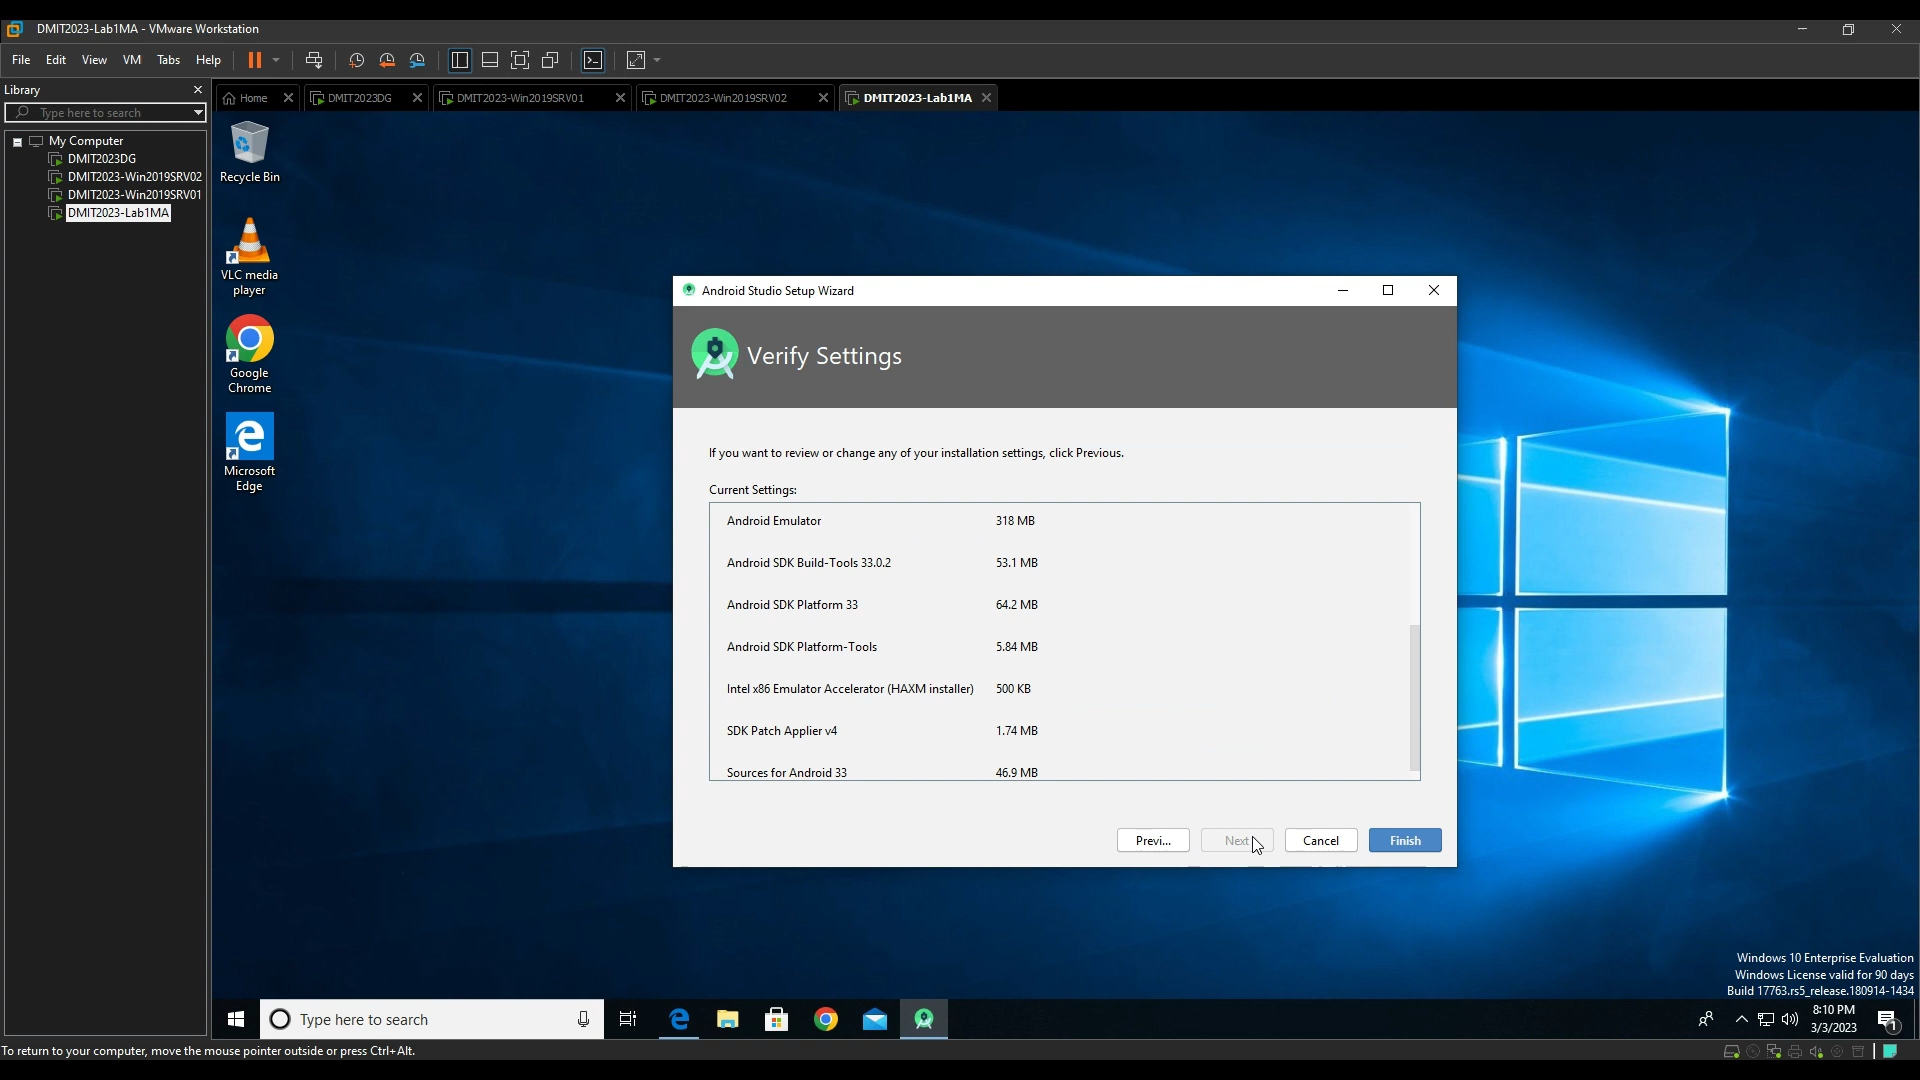 DMIT2023-Lab1MA - VMware Workstation
File Edit View VM Tabs Help
Library
Type here to search
My Computer
DMIT2023DG
DMIT2023-Win2019SRV02
DMIT2023-Win2019SRV01
DMIT2023-Lab1MA
Home DMIT2023DG DMIT2023-Win2019SRV01 DMIT2023-Win2019SRV02 DMIT2023-Lab1MA
Recycle Bin
VLC media
player
Google
Chrome
Microsoft
Edge
Android Studio Setup Wizard
Verify Settings
If you want to review or change any of your installation settings, click Previous.
Current Settings:
Android Emulator 318 MB
Android SDK Build-Tools 33.0.2 53.1 MB
Android SDK Platform 33 64.2 MB
Android SDK Platform-Tools 5.84 MB
Intel x86 Emulator Accelerator (HAXM installer) 500 KB
SDK Patch Applier v4 1.74 MB
Sources for Android 33 46.9 MB
Previ... Next Cancel Finish
Windows 10 Enterprise Evaluation
Windows License valid for 90 days
Build 17763.rs5_release.180914-1434
Type here to search
8:10 PM
3/3/2023
1
To return to your computer, move the mouse pointer outside or press Ctrl+Alt.